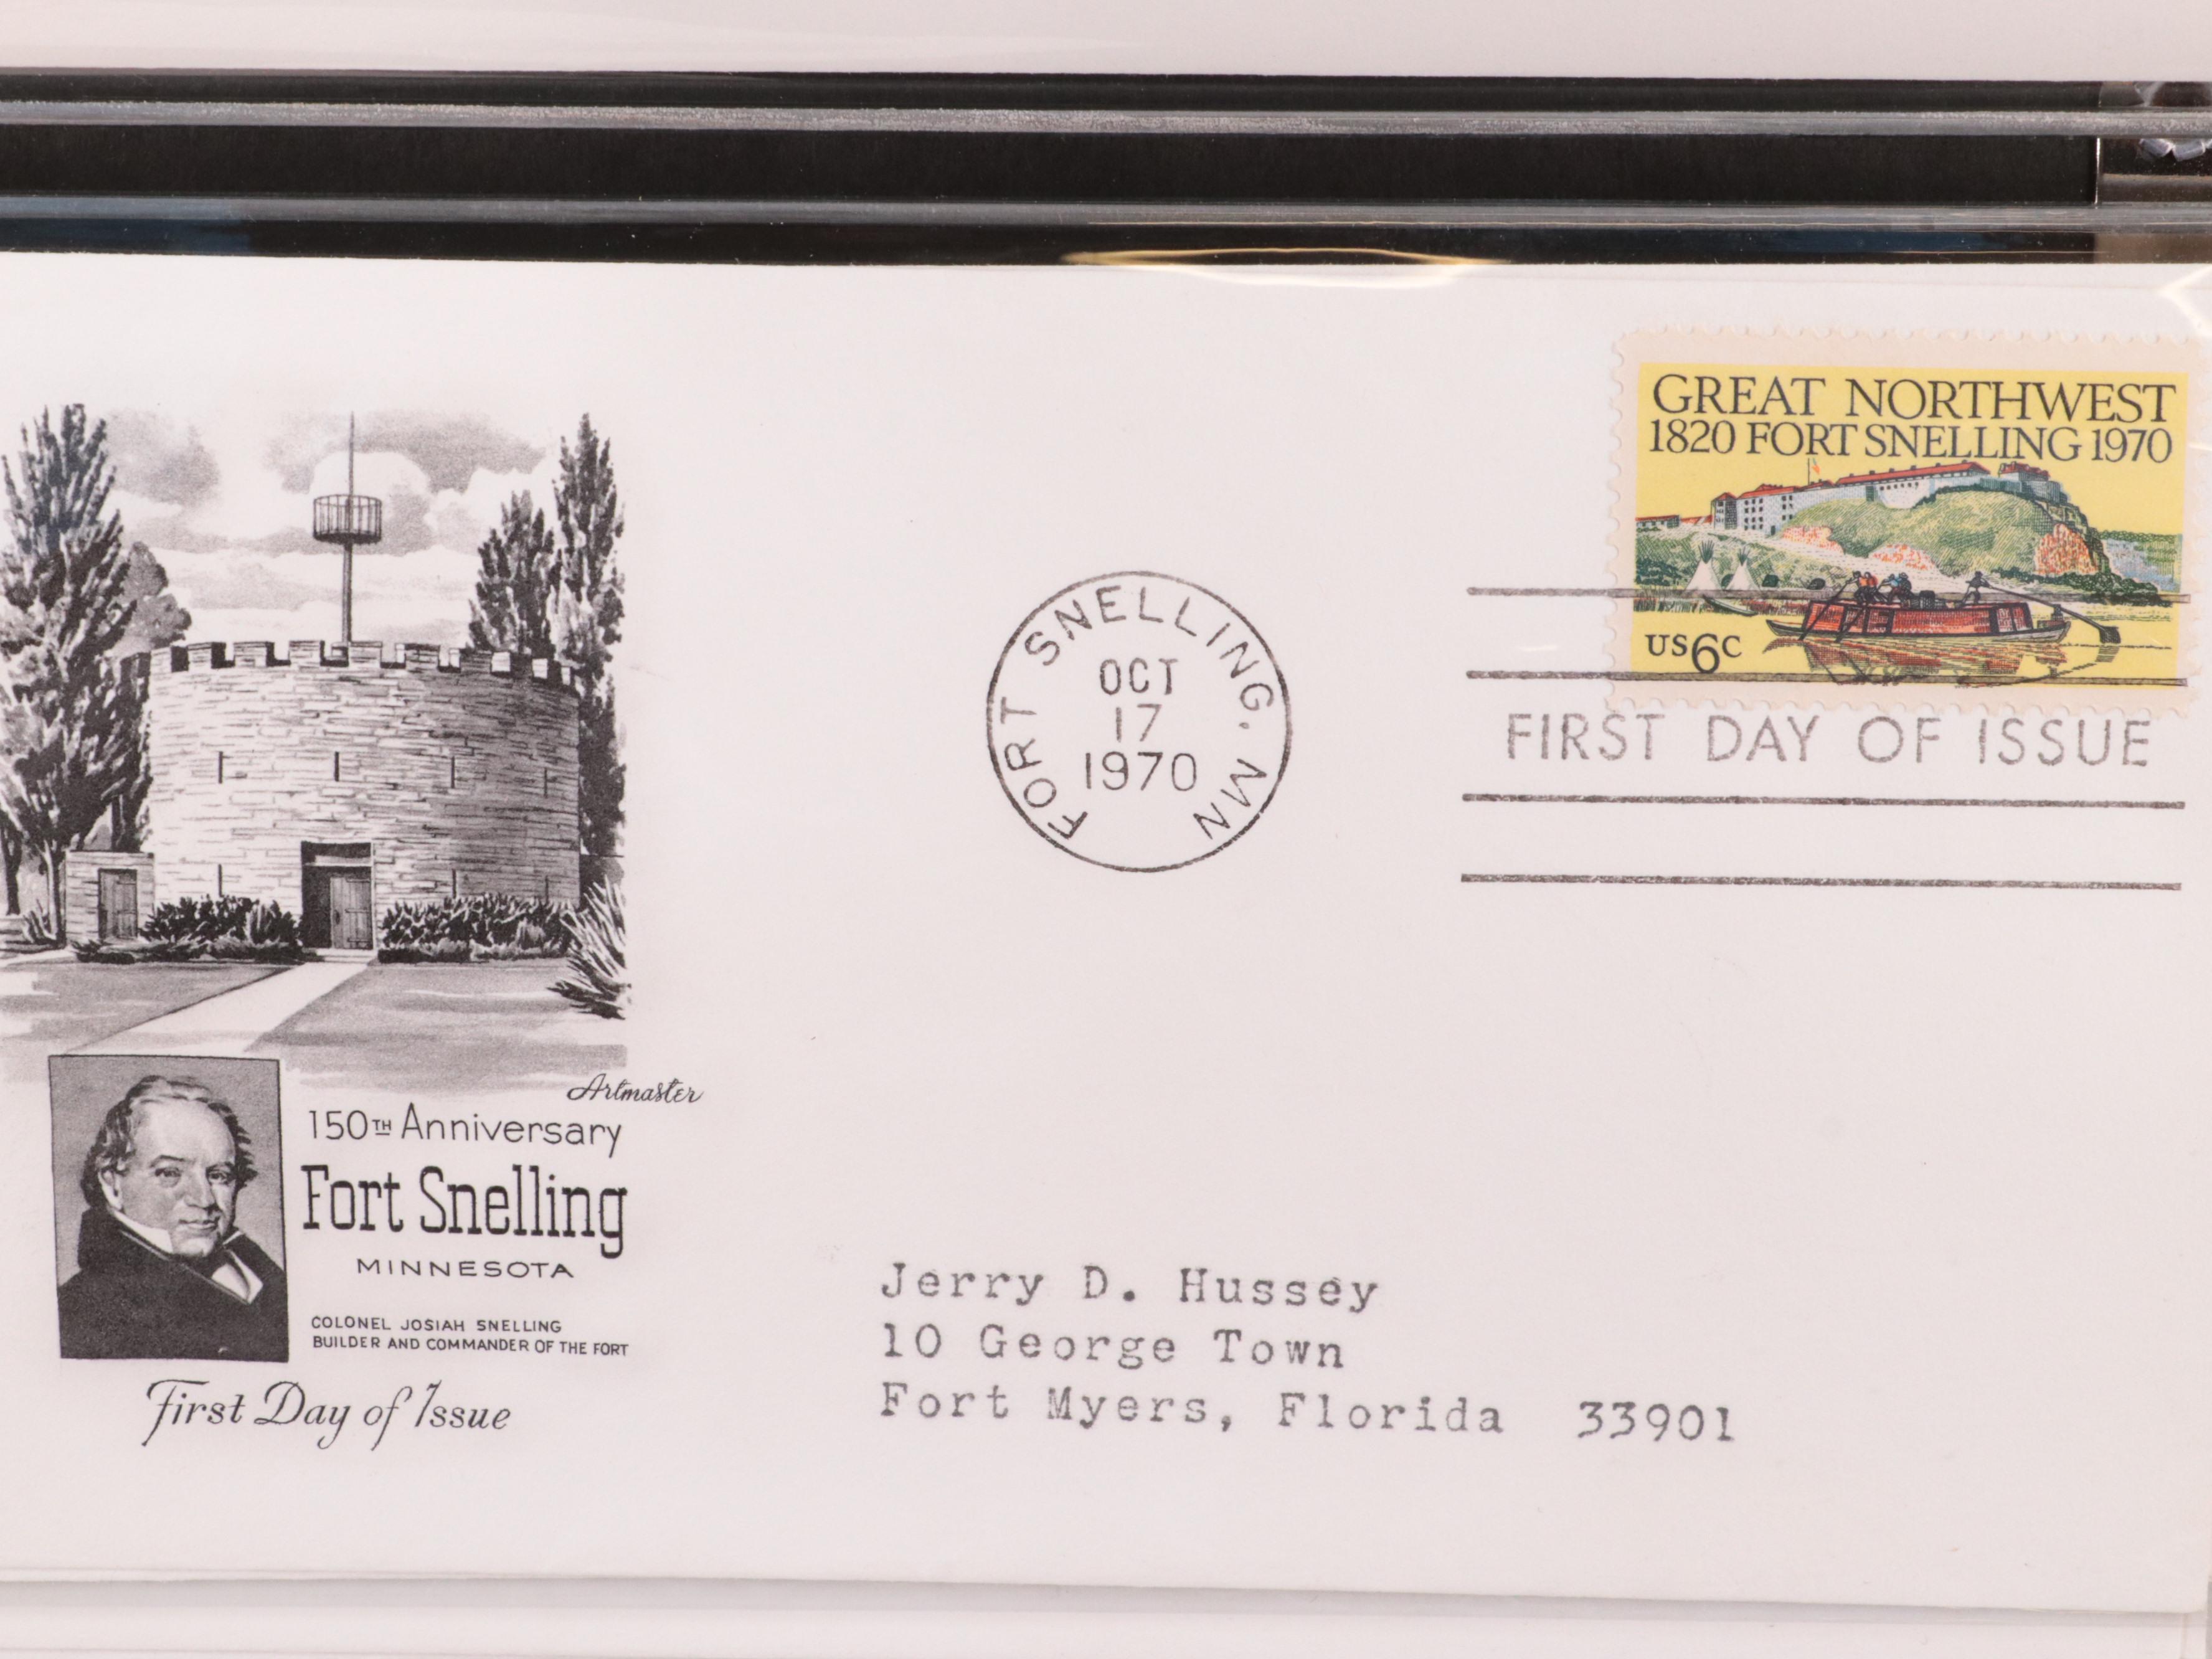 GREAT NORTHWEST
1820 FORT SNELLING 1970
US 6C
FORT SNELLING, MN
OCT
17
1970
FIRST DAY OF ISSUE
Artmaster
150TH Anniversary
Fort Snelling
MINNESOTA
COLONEL JOSIAH SNELLING
BUILDER AND COMMANDER OF THE FORT
First Day of Issue
Jerry D. Hussey
10 George Town
Fort Myers, Florida 33901